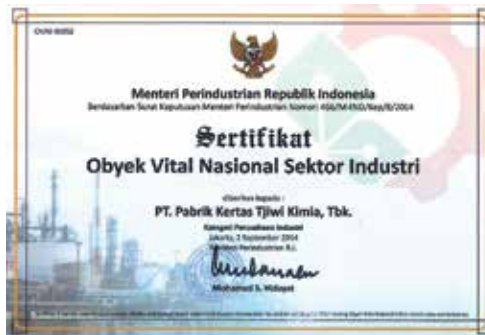 Menteri Perindustrian Republik Indonesia
Berdasarkan Surat Keputusan Menteri Perindustrian Nomor: 466/M-IND/Kep/8/2014
Sertifikat
Obyek Vital Nasional Sektor Industri
diberikan kepada :
PT. Pabrik Kertas Tjiwi Kimia, Tbk.
Kategori Perusahaan Industri
Jakarta, 2 September 2014
Menteri Perindustrian R.I.
Mohamad S. Hidayat